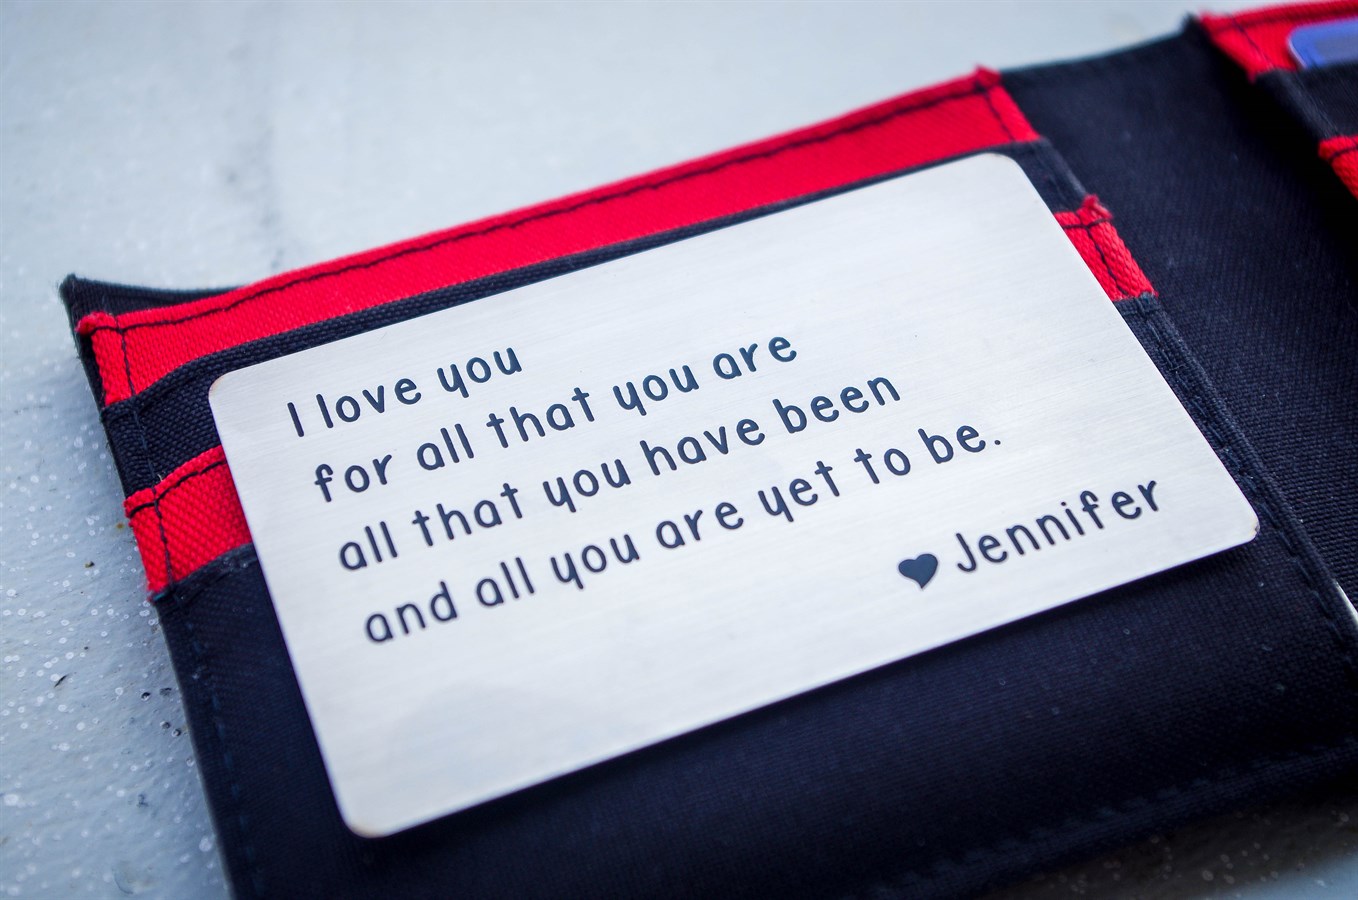 I love you
for all that you are
all that you have been
and all you are yet to be.
♥ Jennifer